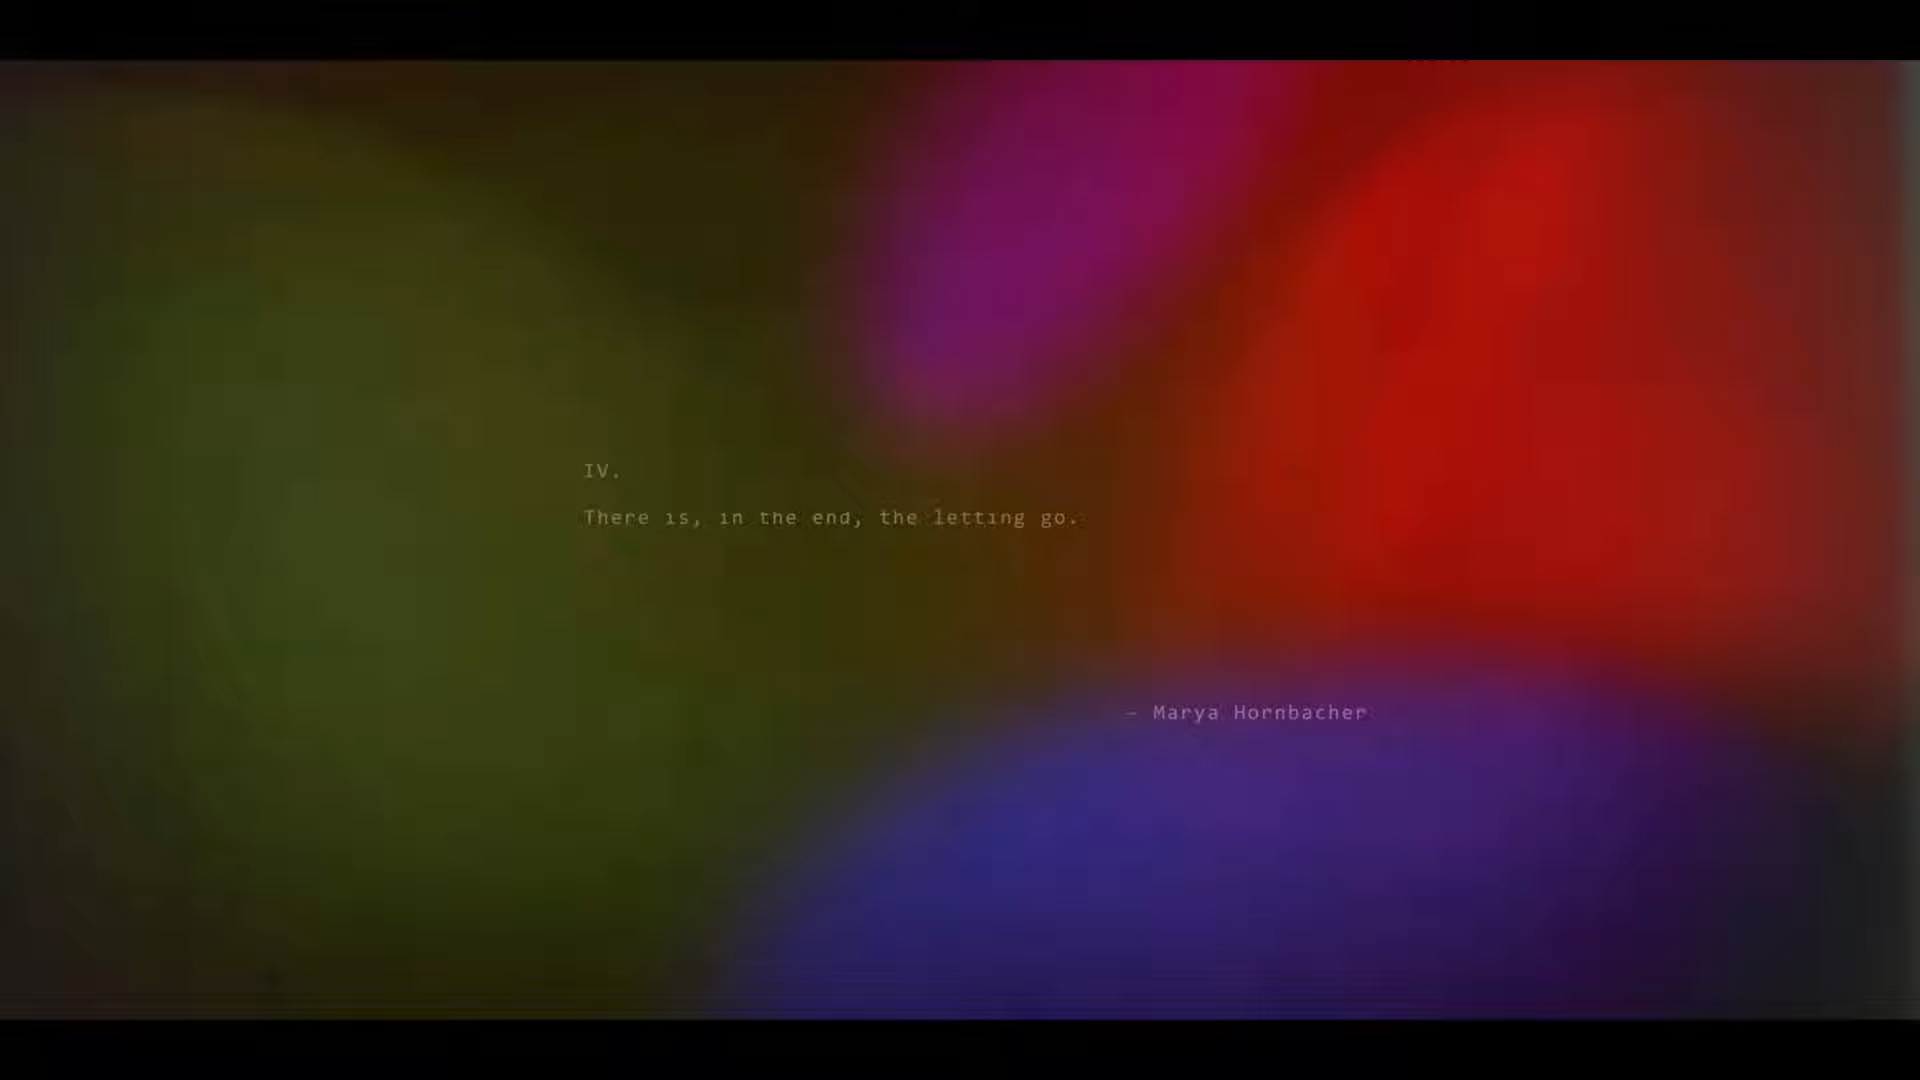 IV.
There is, in the end, the letting go.
– Marya Hornbacher